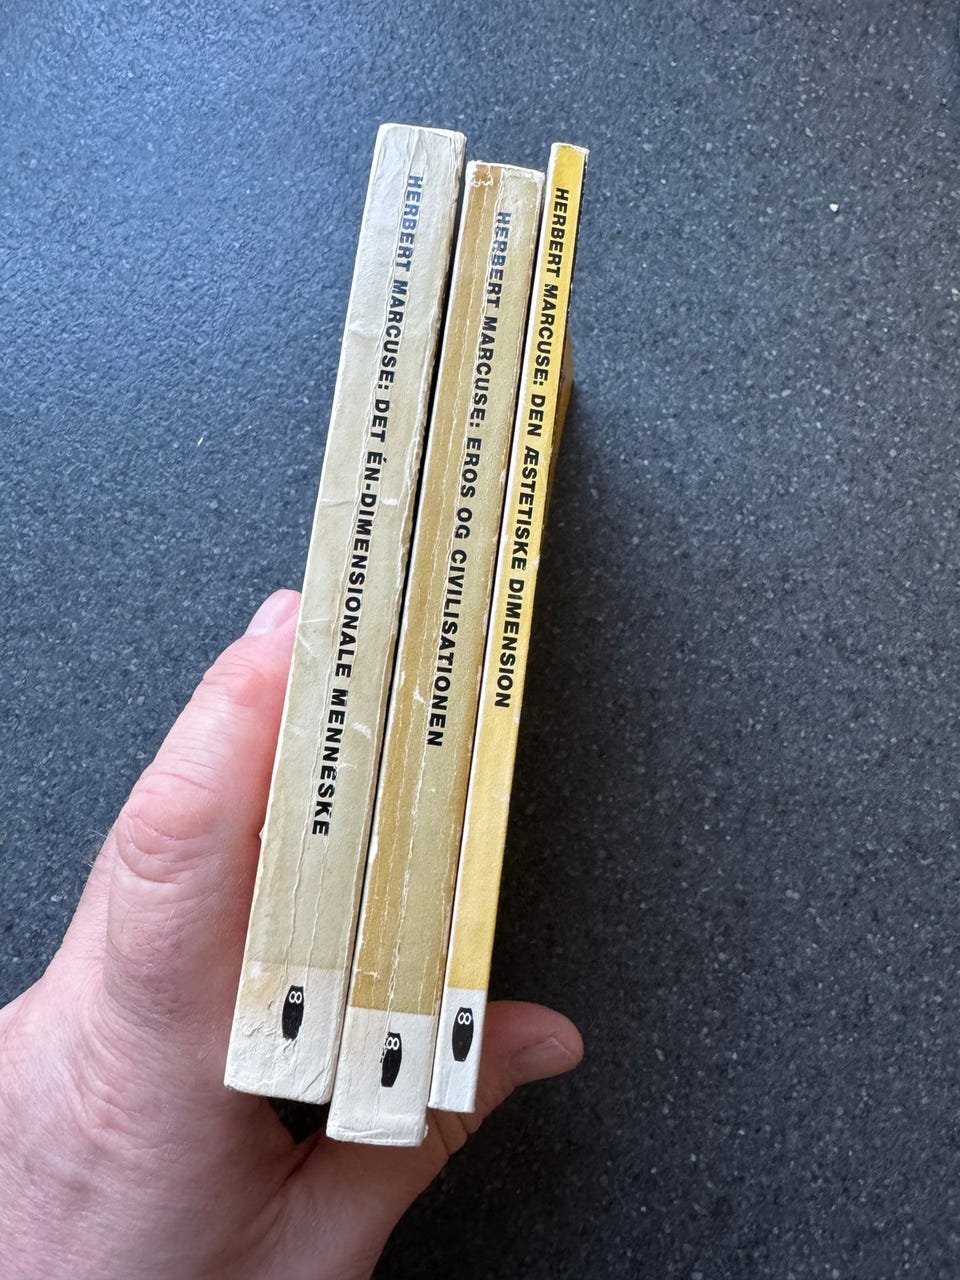 HERBERT MARCUSE: DET ÉN-DIMENSIONALE MENNESKE
HERBERT MARCUSE: EROS OG CIVILISATIONEN
HERBERT MARCUSE: DEN ÆSTETISKE DIMENSION